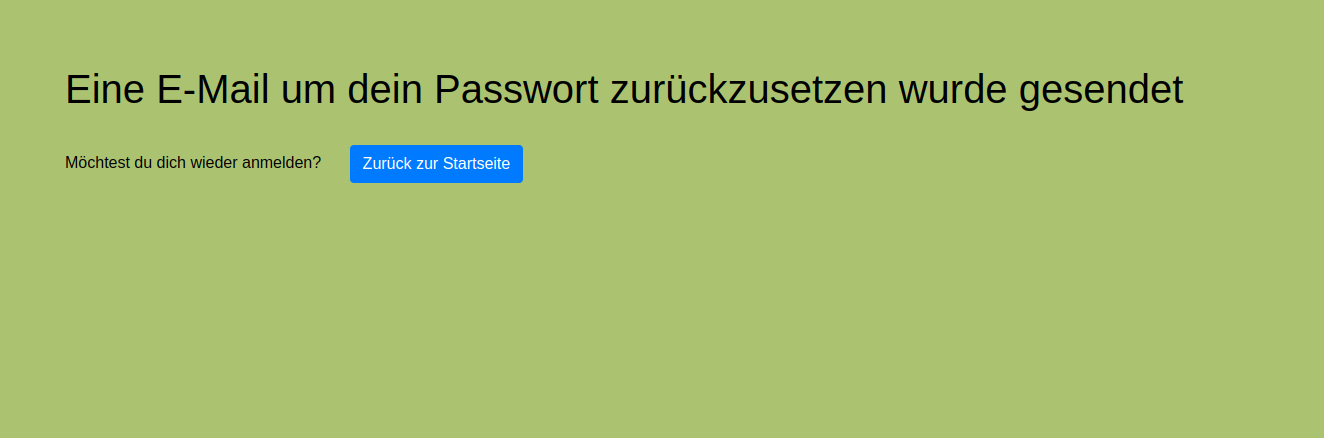 Eine E-Mail um dein Passwort zurückzusetzen wurde gesendet
Möchtest du dich wieder anmelden? Zurück zur Startseite